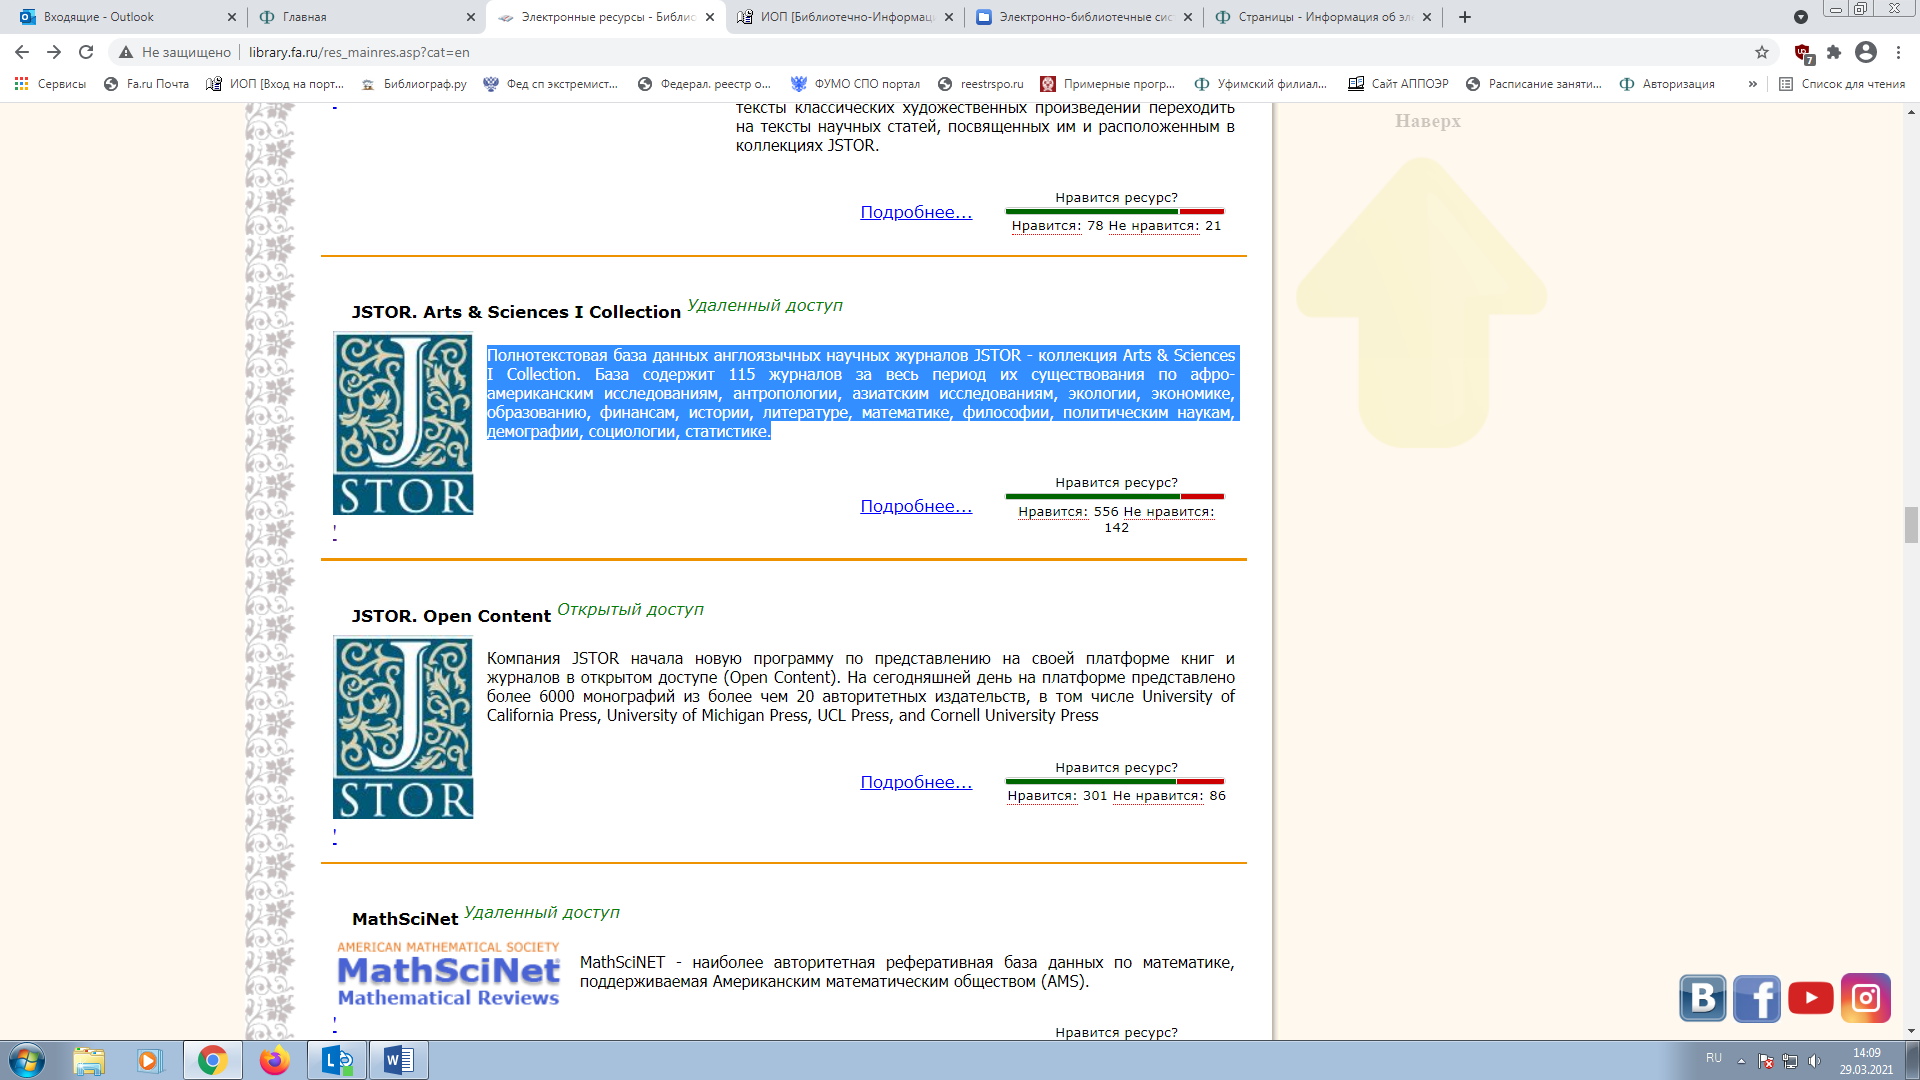 Входящие - Outlook
Главная
Электронные ресурсы - Библис
ИОП [Библиотечно-Информаци
Электронно-библиотечные сис
Страницы - Информация об эл
Не защищено
library.fa.ru/res_mainres.asp?cat=en
7
Сервисы
Fa.ru Почта
ИОП [Вход на порт...
Библиограф.ру
Фед сп экстремист...
Федерал. реестр о...
ФУМО СПО портал
reestrspo.ru
Примерные прогр...
Уфимский филиал...
Сайт АППОЭР
Расписание заняти...
Авторизация
»
Список для чтения
тексты классических художественных произведений переходить
на тексты научных статей, посвященных им и расположенным в
коллекциях JSTOR.
Наверх
Нравится ресурс?
Подробнее...
Нравится: 78 Не нравится: 21
JSTOR. Arts & Sciences I Collection Удаленный доступ
J
STOR
Полнотекстовая база данных англоязычных научных журналов JSTOR - коллекция Arts & Sciences
I Collection. База содержит 115 журналов за весь период их существования по афро-
американским исследованиям, антропологии, азиатским исследованиям, экологии, экономике,
образованию, финансам, истории, литературе, математике, философии, политическим наукам,
демографии, социологии, статистике.
Нравится ресурс?
Подробнее...
Нравится: 556 Не нравится:
142
JSTOR. Open Content Открытый доступ
J
STOR
Компания JSTOR начала новую программу по представлению на своей платформе книг и
журналов в открытом доступе (Open Content). На сегодняшней день на платформе представлено
более 6000 монографий из более чем 20 авторитетных издательств, в том числе University of
California Press, University of Michigan Press, UCL Press, and Cornell University Press
Нравится ресурс?
Подробнее...
Нравится: 301 Не нравится: 86
MathSciNet Удаленный доступ
AMERICAN MATHEMATICAL SOCIETY
MathSciNet
Mathematical Reviews
MathSciNET - наиболее авторитетная реферативная база данных по математике,
поддерживаемая Американским математическим обществом (AMS).
Нравится ресурс?
RU
14:09
29.03.2021